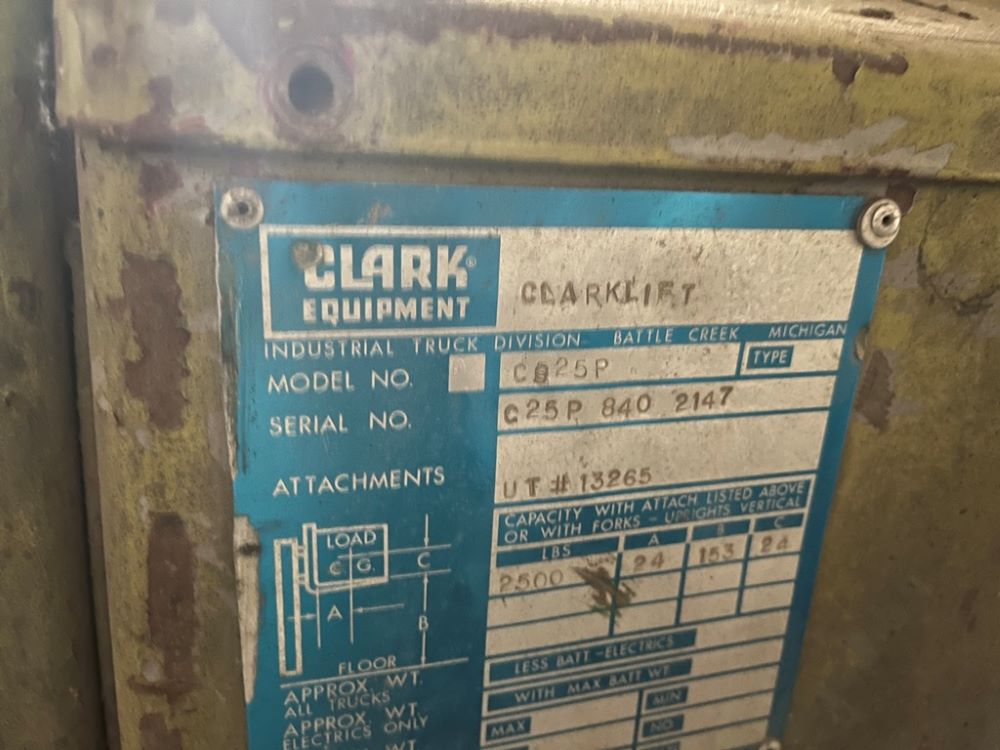 CLARK®
EQUIPMENT
CLARKLIFT
INDUSTRIAL TRUCK DIVISION - BATTLE CREEK MICHIGAN
MODEL NO. 25P TYPE
SERIAL NO. C25P 840 2147
ATTACHMENTS UT # 13265
CAPACITY WITH ATTACH LISTED ABOVE
OR WITH FORKS - UPRIGHTS VERTICAL
LBS A B C
2500 24 153 24
LOAD
C G.
C
A
B
FLOOR
LESS BATT - ELECTRICS
APPROX. WT.
ALL TRUCKS
WITH MAX BATT WT.
APPROX. WT.
ELECTRICS ONLY
MAX MIN
NO.
WT.